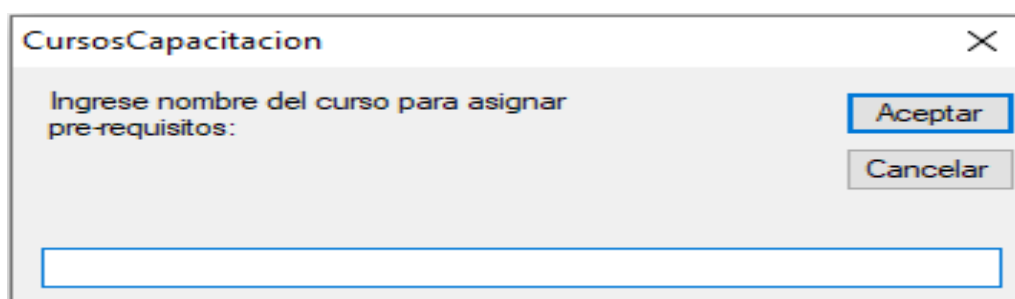 CursosCapacitacion
Ingrese nombre del curso para asignar
pre-requisitos:
Aceptar
Cancelar